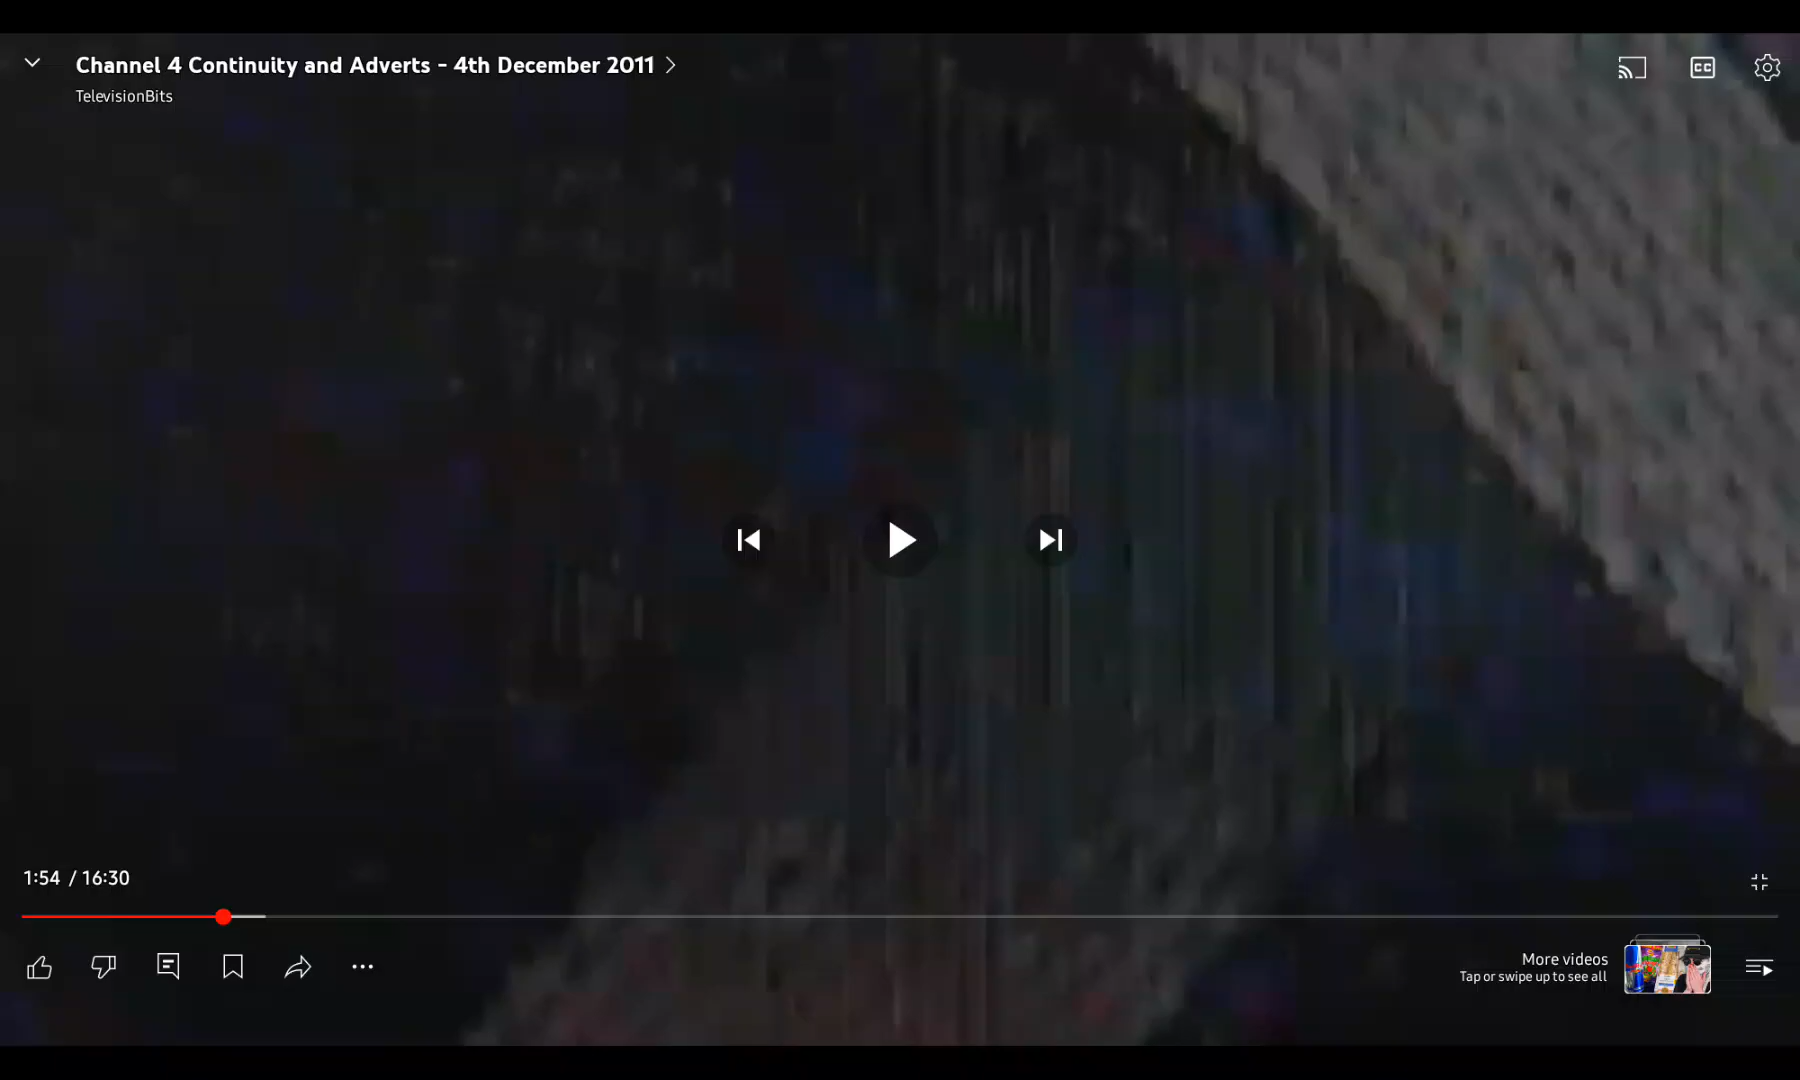 Channel 4 Continuity and Adverts - 4th December 2011
TelevisionBits
CC
1:54 / 16:30
More videos
Tap or swipe up to see all